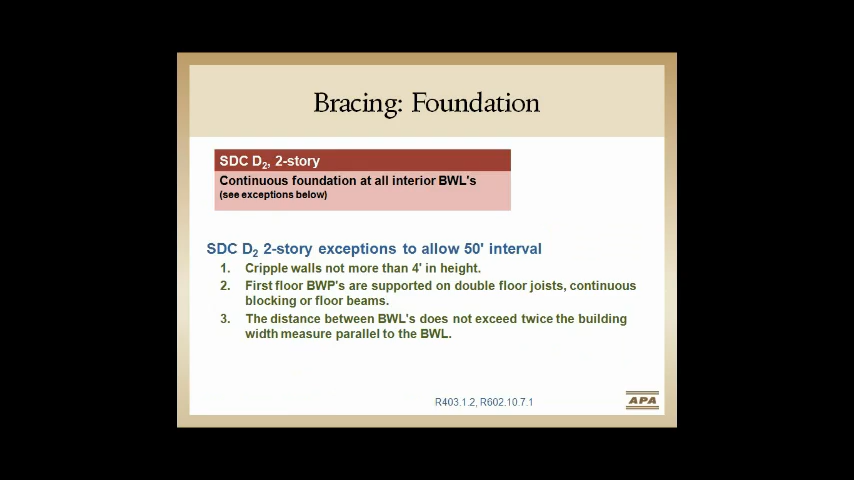 Bracing: Foundation
SDC D2, 2-story
Continuous foundation at all interior BWL's
(see exceptions below)
SDC D2 2-story exceptions to allow 50' interval
1. Cripple walls not more than 4' in height.
2. First floor BWP's are supported on double floor joists, continuous
blocking or floor beams.
3. The distance between BWL's does not exceed twice the building
width measure parallel to the BWL.
R403.1.2, R602.10.7.1
APA